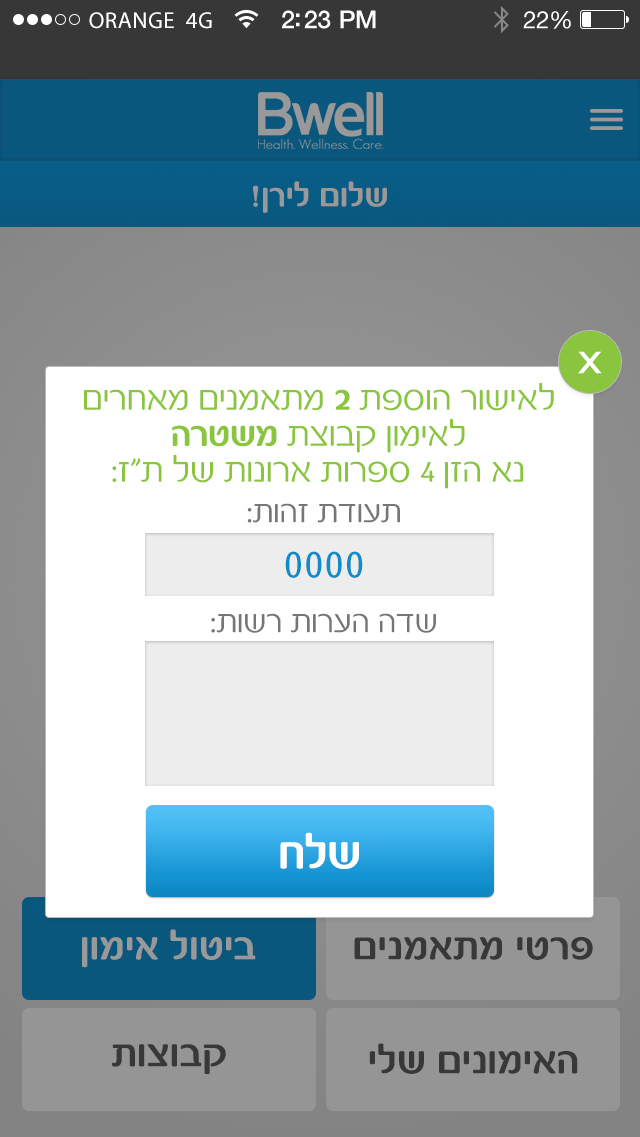 ORANGE 4G 2:23 PM 22%
Bwell
Health. Wellness. Care.
שלום לירן!
x
לאישור הוספת 2 מתאמנים מאחרים
לאימון קבוצת משטרה
נא הזן 4 ספרות ארונות של ת"ז:
תעודת זהות:
0000
שדה הערות רשות:
שלח
פרטי מתאמנים
ביטול אימון
האימונים שלי
קבוצות